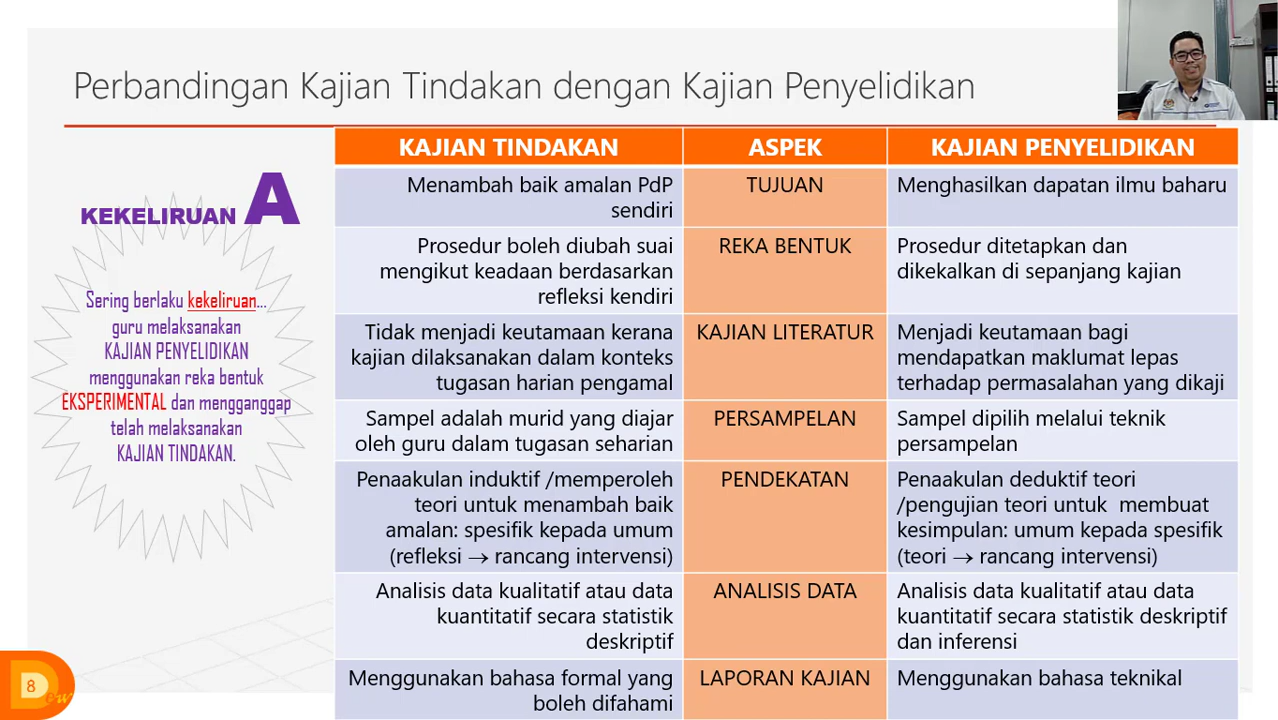 Perbandingan Kajian Tindakan dengan Kajian Penyelidikan
KEKELIRUAN A
Sering berlaku kekeliruan...
guru melaksanakan
KAJIAN PENYELIDIKAN
menggunakan reka bentuk
EKSPERIMENTAL dan mengganggap
telah melaksanakan
KAJIAN TINDAKAN.
KAJIAN TINDAKAN
ASPEK
KAJIAN PENYELIDIKAN
Menambah baik amalan PdP
sendiri
TUJUAN
Menghasilkan dapatan ilmu baharu
Prosedur boleh diubah suai
mengikut keadaan berdasarkan
refleksi kendiri
REKA BENTUK
Prosedur ditetapkan dan
dikekalkan di sepanjang kajian
Tidak menjadi keutamaan kerana
kajian dilaksanakan dalam konteks
tugasan harian pengamal
KAJIAN LITERATUR
Menjadi keutamaan bagi
mendapatkan maklumat lepas
terhadap permasalahan yang dikaji
Sampel adalah murid yang diajar
oleh guru dalam tugasan seharian
PERSAMPELAN
Sampel dipilih melalui teknik
persampelan
Penaakulan induktif /memperoleh
teori untuk menambah baik
amalan: spesifik kepada umum
(refleksi → rancang intervensi)
PENDEKATAN
Penaakulan deduktif teori
/pengujian teori untuk membuat
kesimpulan: umum kepada spesifik
(teori → rancang intervensi)
Analisis data kualitatif atau data
kuantitatif secara statistik
deskriptif
ANALISIS DATA
Analisis data kualitatif atau data
kuantitatif secara statistik deskriptif
dan inferensi
Menggunakan bahasa formal yang
boleh difahami
LAPORAN KAJIAN
Menggunakan bahasa teknikal
D
ow
8